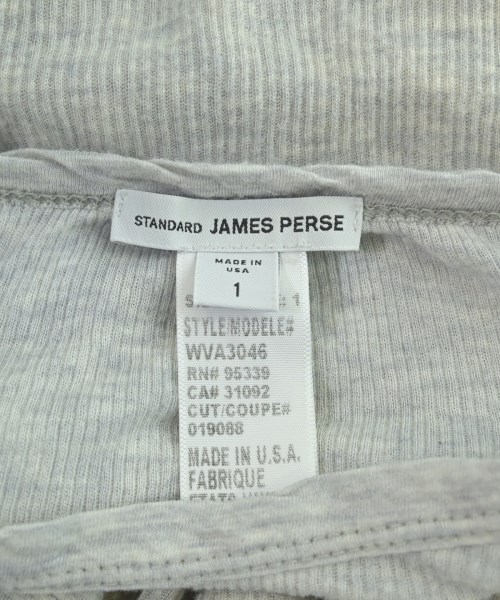 STANDARD JAMES PERSE
MADE IN
USA
1
: 1
STYLE/MODELE#
WVA3046
RN# 95339
CA# 31092
CUT/COUPE#
019088
MADE IN U.S.A.
FABRIQUE